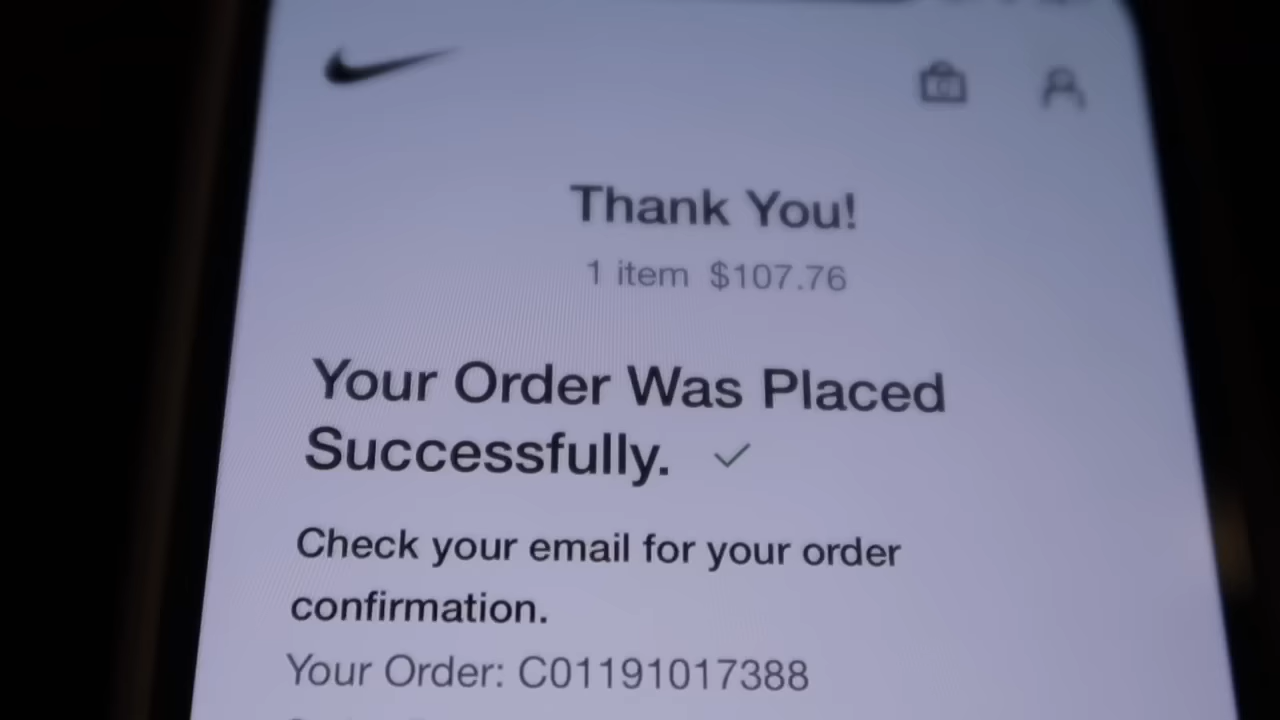 Thank You!
1 item $107.76
Your Order Was Placed
Successfully.
Check your email for your order
confirmation.
Your Order: C01191017388